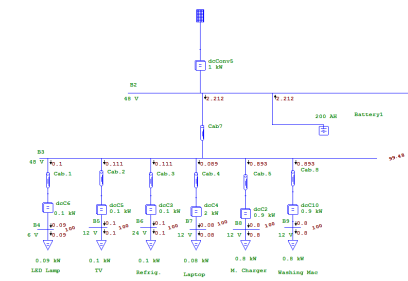 dcConv5
1 kW
B2
48 V
2.212
2.212
200 AH
Battery1
Cab7
B3
48 V
99.48
0.1
0.111
0.111
0.089
0.893
0.893
Cab.1
Cab.2
Cab.3
Cab.4
Cab.5
Cab.8
dcC6
0.1 kW
dcC5
0.1 kW
dcC3
0.1 kW
dcC4
2 kW
dcC2
0.9 kW
dcC10
0.9 kW
B4
0.09
100
6 V
0.09
B5
0.1
100
12 V
0.1
B6
0.1
100
24 V
0.1
B7
0.08
100
12 V
0.08
B8
0.8
100
12 V
0.8
B9
0.8
100
12 V
0.8
0.09 kW
0.1 kW
0.1 kW
0.08 kW
0.8 kW
0.8 kW
LED Lamp
TV
Refrig.
Laptop
M. Charger
Washing Mac